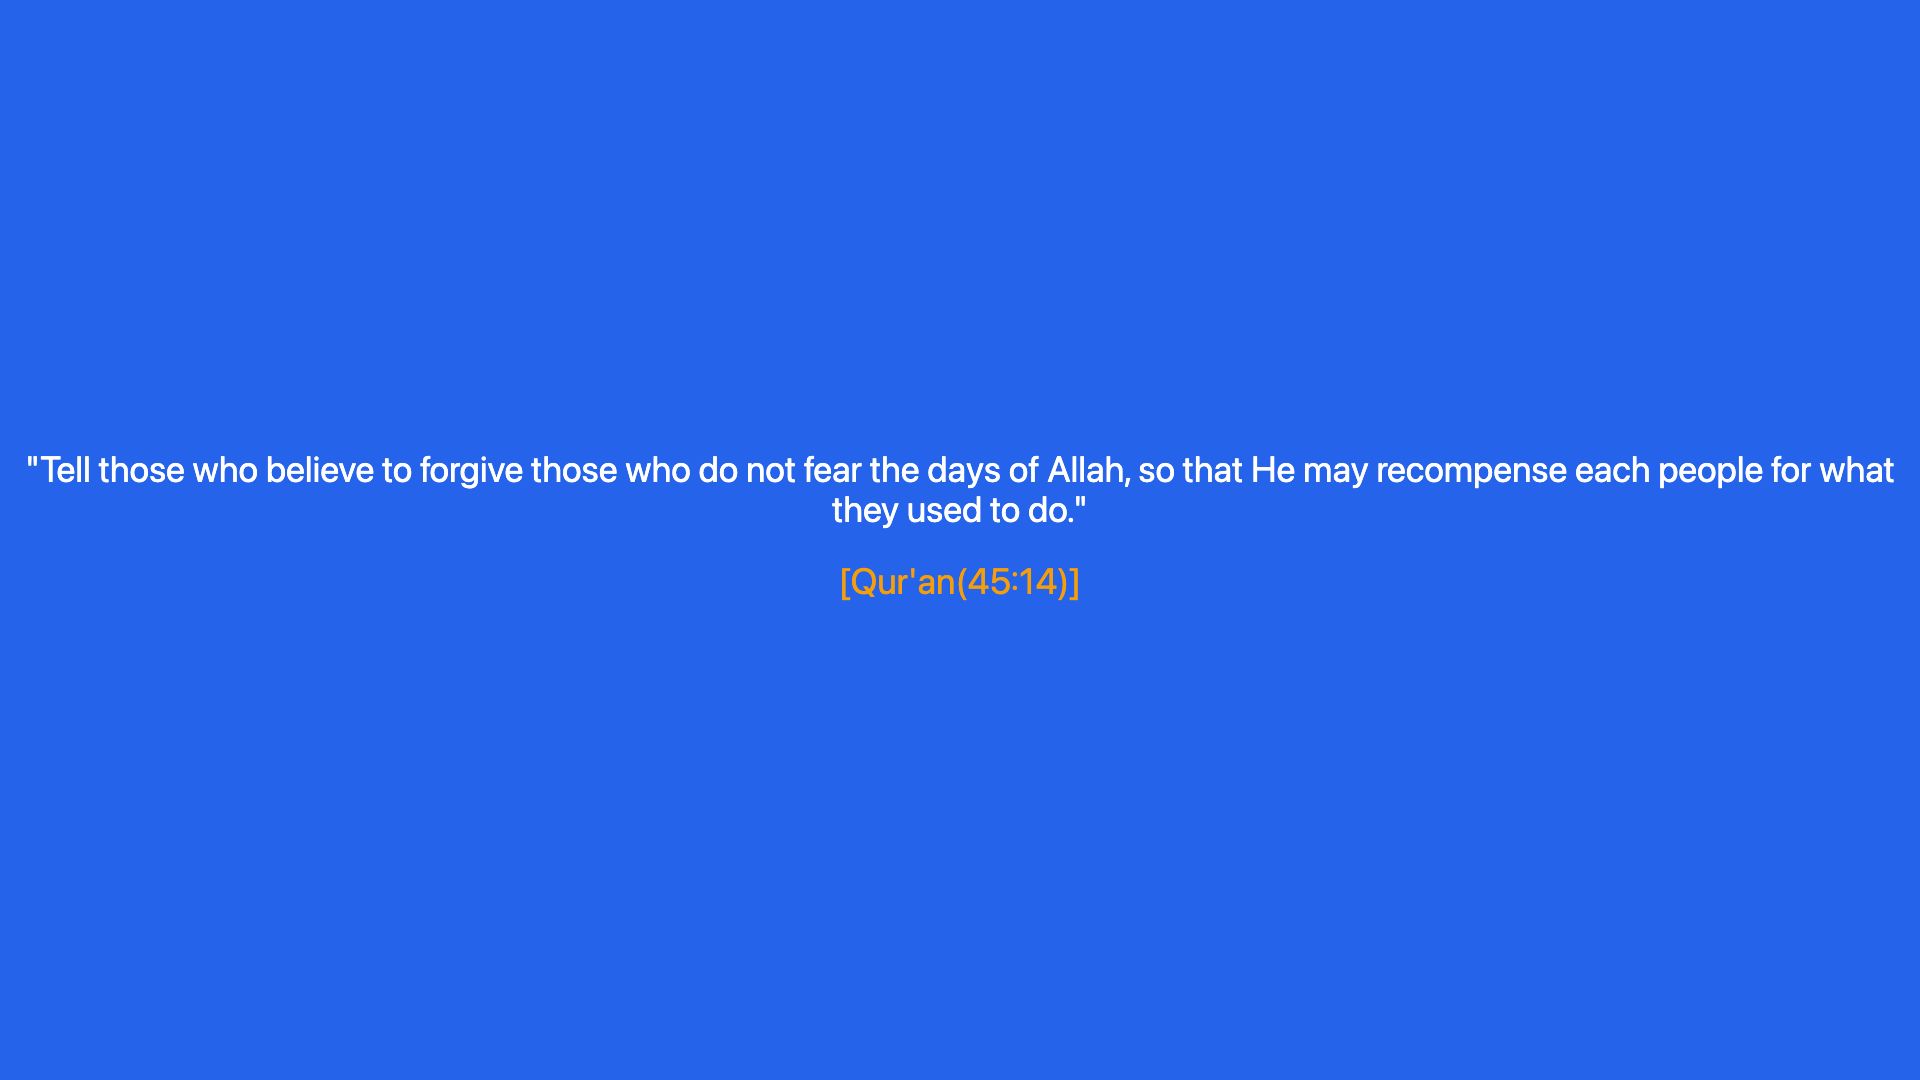 "Tell those who believe to forgive those who do not fear the days of Allah, so that He may recompense each people for what
they used to do."
[Qur'an(45:14)]